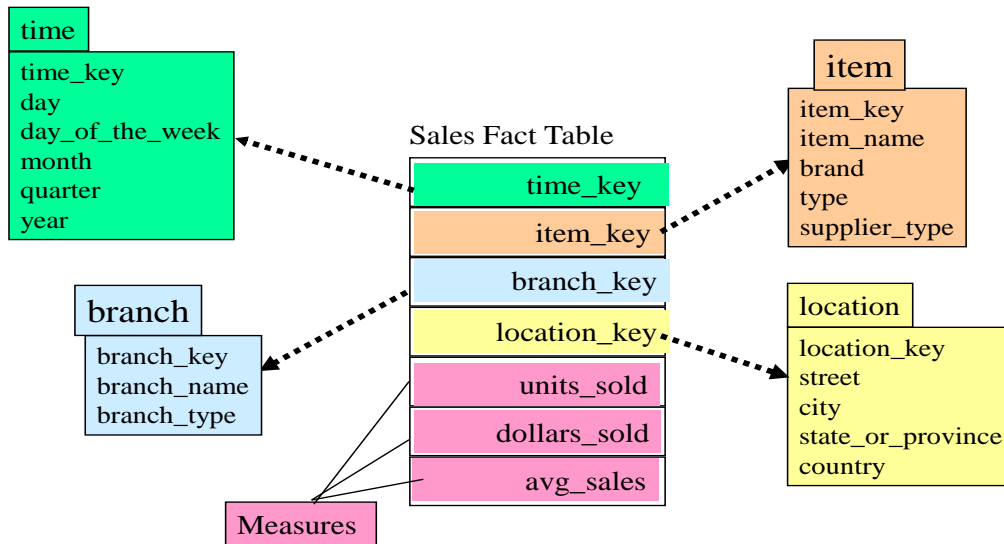 time
time_key
day
day_of_the_week
month
quarter
year
item
item_key
item_name
brand
type
supplier_type
Sales Fact Table
time_key
item_key
branch_key
location_key
units_sold
dollars_sold
avg_sales
branch
branch_key
branch_name
branch_type
location
location_key
street
city
state_or_province
country
Measures